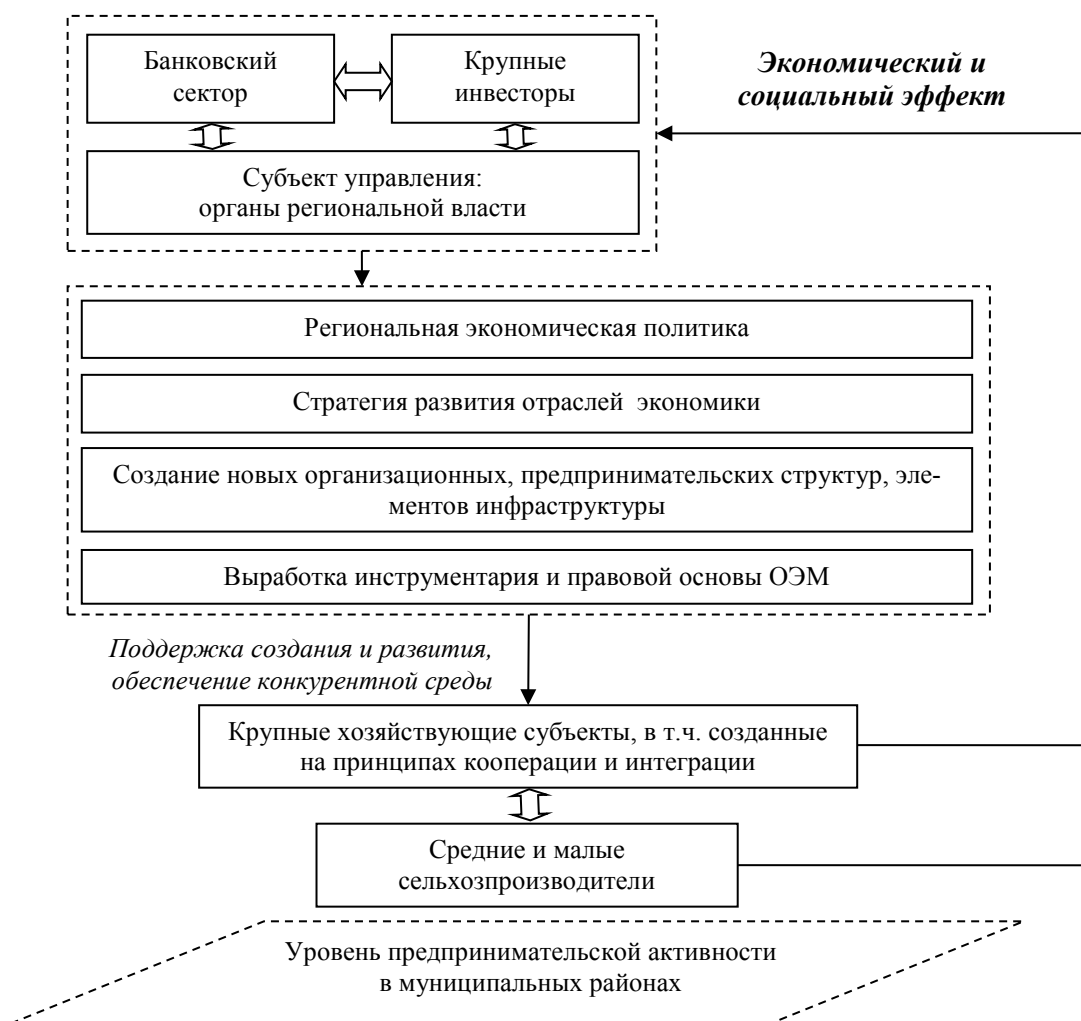 Банковский
сектор
Крупные
инвесторы
Экономический и
социальный эффект
Субъект управления:
органы региональной власти
Региональная экономическая политика
Стратегия развития отраслей  экономики
Создание новых организационных, предпринимательских структур, эле-
ментов инфраструктуры
Выработка инструментария и правовой основы ОЭМ
Поддержка создания и развития,
обеспечение конкурентной среды
Крупные хозяйствующие субъекты, в т.ч. созданные
на принципах кооперации и интеграции
Средние и малые
сельхозпроизводители
Уровень предпринимательской активности
в муниципальных районах